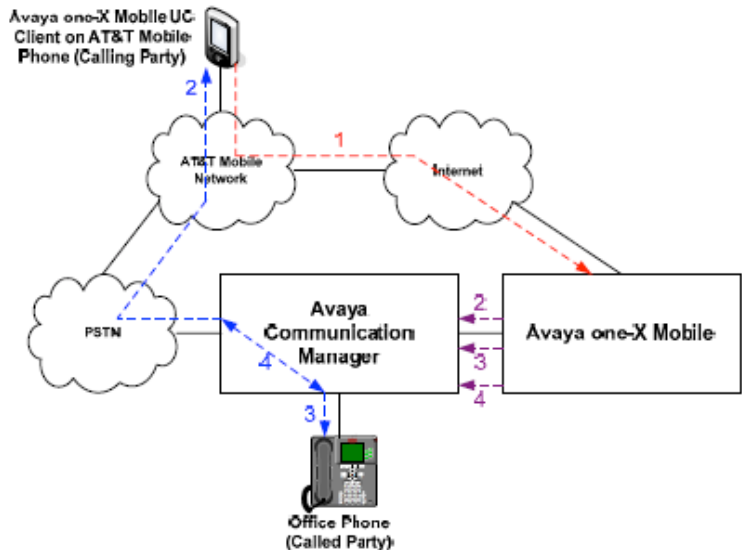 Avaya one-X Mobile UC
Client on AT&T Mobile
Phone (Calling Party)
2
1
AT&T Mobile
Network
Internet
PSTN
Avaya
Communication
Manager
4
2
3
4
Avaya one-X Mobile
3
Office Phone
(Called Party)